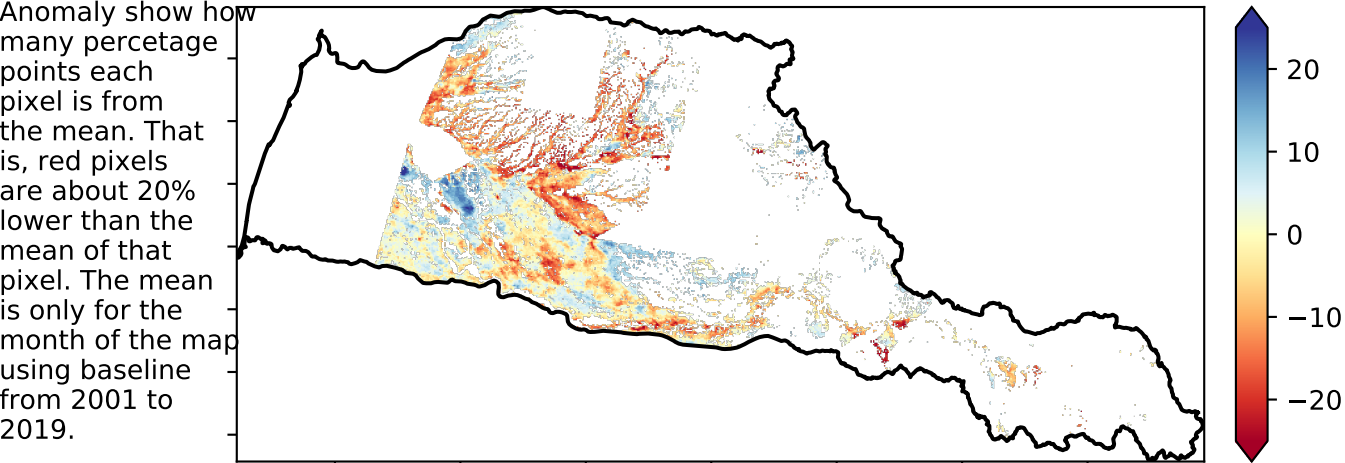 Anomaly show how
many percetage
points each
pixel is from
the mean. That
is, red pixels
are about 20%
lower than the
mean of that
pixel. The mean
is only for the
month of the map
using baseline
from 2001 to
2019.
20
10
0
−10
−20